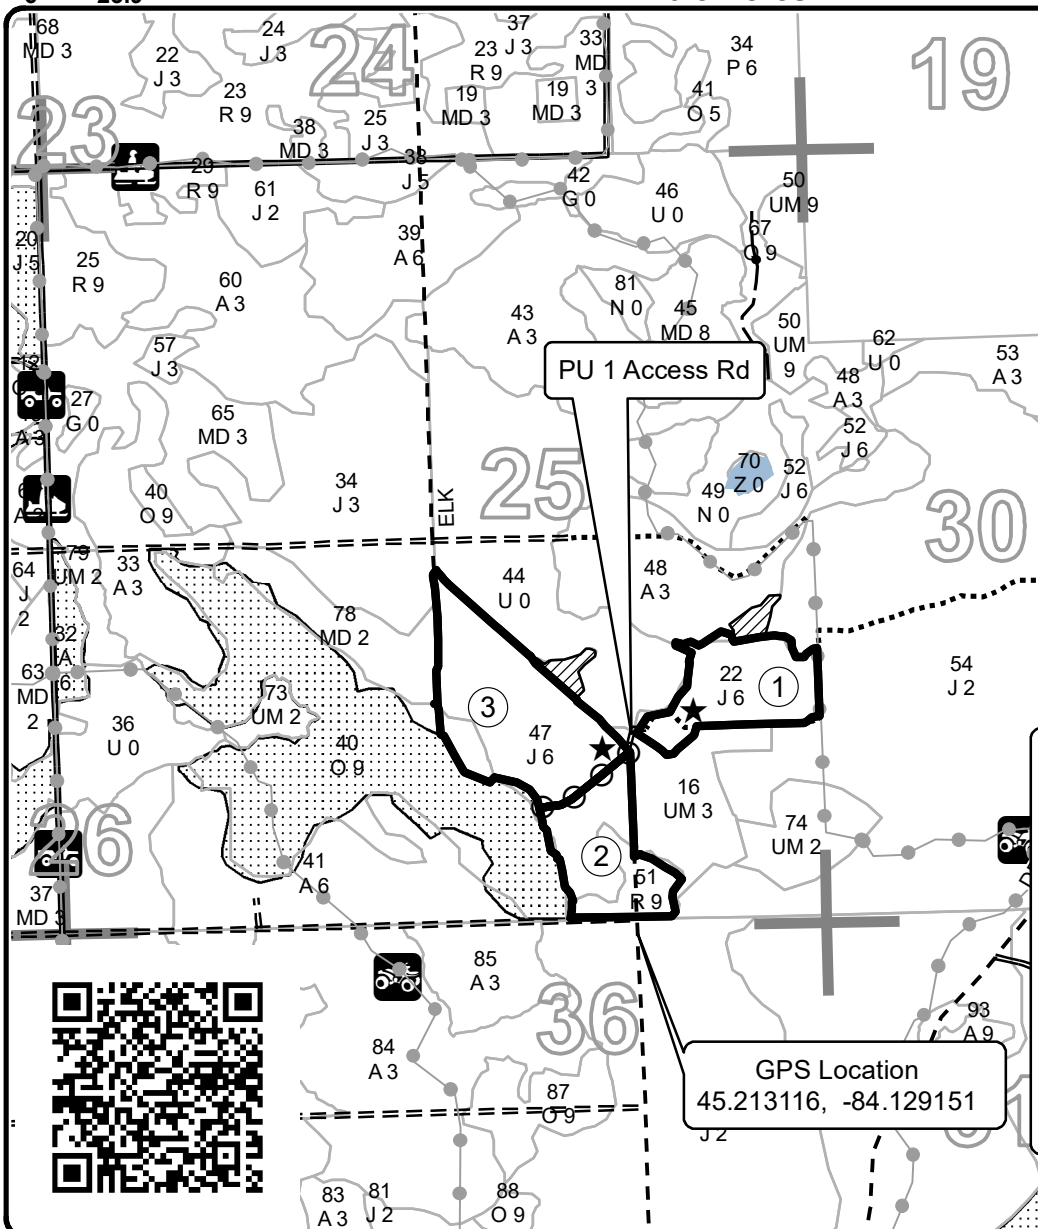 68
MD 3
24
J 3
24
37
J 3
33
MD
3
34
P 6
19
22
J 3
23
R 9
23
R 9
19
MD 3
19
MD 3
41
O 5
23
38
MD 3
25
J 3
38
J 5
29
R 9
61
J 2
42
G 0
46
U 0
50
UM 9
67
O 9
20
J 5
25
R 9
39
A 6
60
A 3
81
N 0
45
MD 8
43
A 3
50
UM
9
62
U 0
53
A 3
57
J 3
PU 1 Access Rd
48
A 3
27
G 0
65
MD 3
52
J 6
25
34
J 3
40
O 9
70
Z 0
52
J 6
49
N 0
ELK
30
79
UM 2
33
A 3
64
J
2
44
U 0
48
A 3
78
MD 2
32
A
6
63
MD
2
22
J 6
1
54
J 2
73
UM 2
3
36
U 0
47
J 6
40
O 9
16
UM 3
74
UM 2
26
2
41
A 6
51
R 9
37
MD 3
85
A 3
36
93
A 9
84
A 3
GPS Location
45.213116, -84.129151
87
O 9
J 2
83
A 3
81
J 2
88
O 9